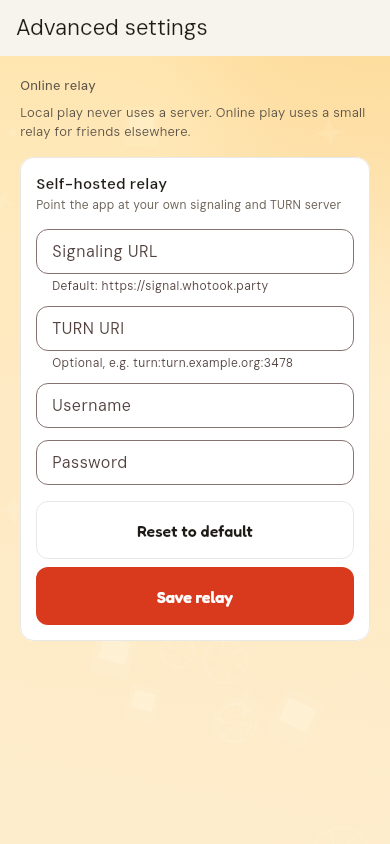 Advanced settings
Online relay
Local play never uses a server. Online play uses a small
relay for friends elsewhere.
Self-hosted relay
Point the app at your own signaling and TURN server
Signaling URL
Default: https://signal.whotook.party
TURN URI
Optional, e.g. turn:turn.example.org:3478
Username
Password
Reset to default
Save relay